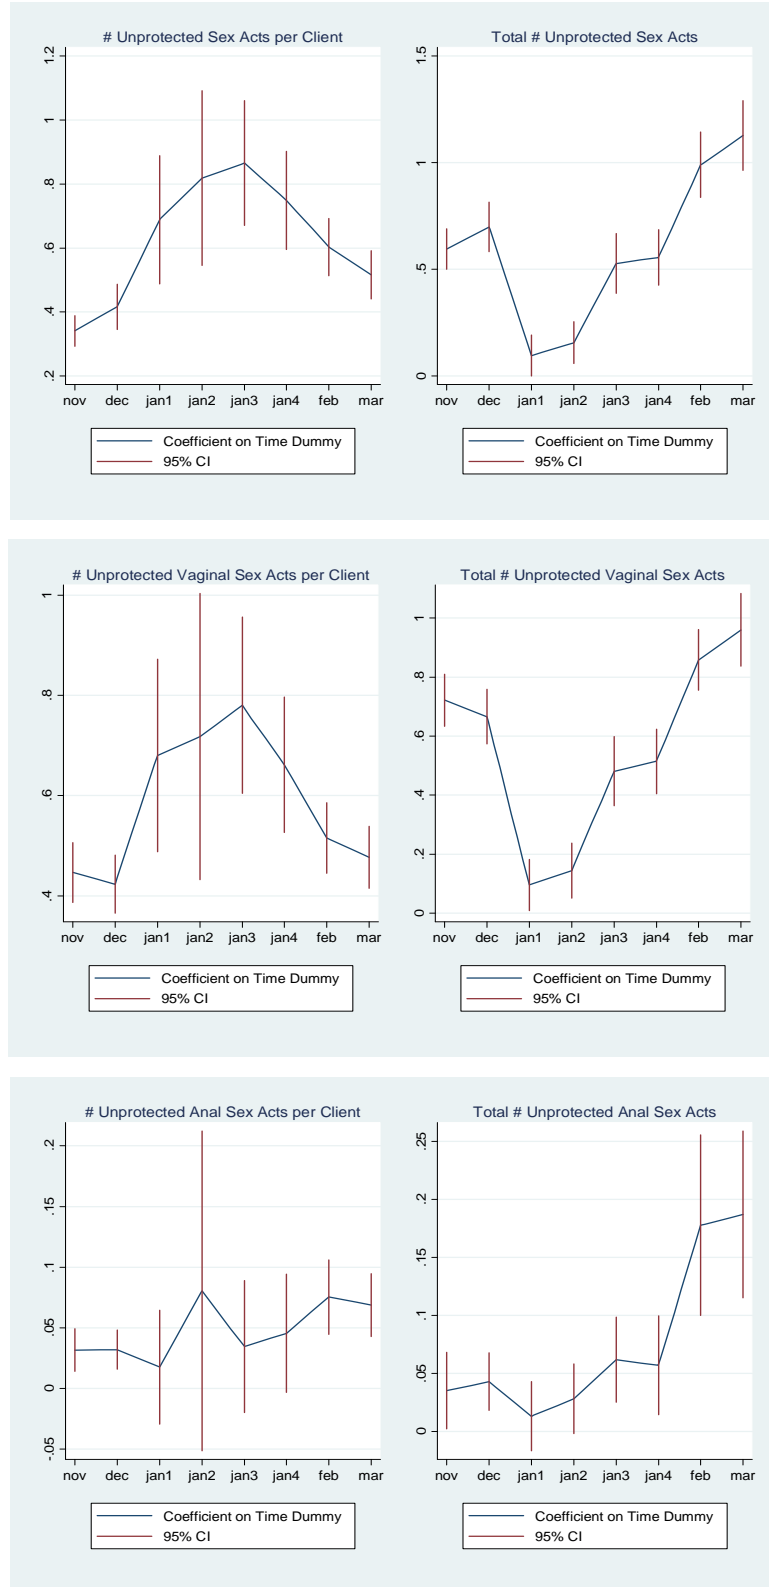 # Unprotected Sex Acts per Client
1.2
1
.8
.6
.4
.2
nov dec jan1 jan2 jan3 jan4 feb mar
Coefficient on Time Dummy
95% CI
Total # Unprotected Sex Acts
1.5
1
.5
0
nov dec jan1 jan2 jan3 jan4 feb mar
Coefficient on Time Dummy
95% CI
# Unprotected Vaginal Sex Acts per Client
1
.8
.6
.4
nov dec jan1 jan2 jan3 jan4 feb mar
Coefficient on Time Dummy
95% CI
Total # Unprotected Vaginal Sex Acts
1
.8
.6
.4
.2
0
nov dec jan1 jan2 jan3 jan4 feb mar
Coefficient on Time Dummy
95% CI
# Unprotected Anal Sex Acts per Client
.2
.15
.1
.05
0
-.05
nov dec jan1 jan2 jan3 jan4 feb mar
Coefficient on Time Dummy
95% CI
Total # Unprotected Anal Sex Acts
.25
.2
.15
.1
.05
0
nov dec jan1 jan2 jan3 jan4 feb mar
Coefficient on Time Dummy
95% CI